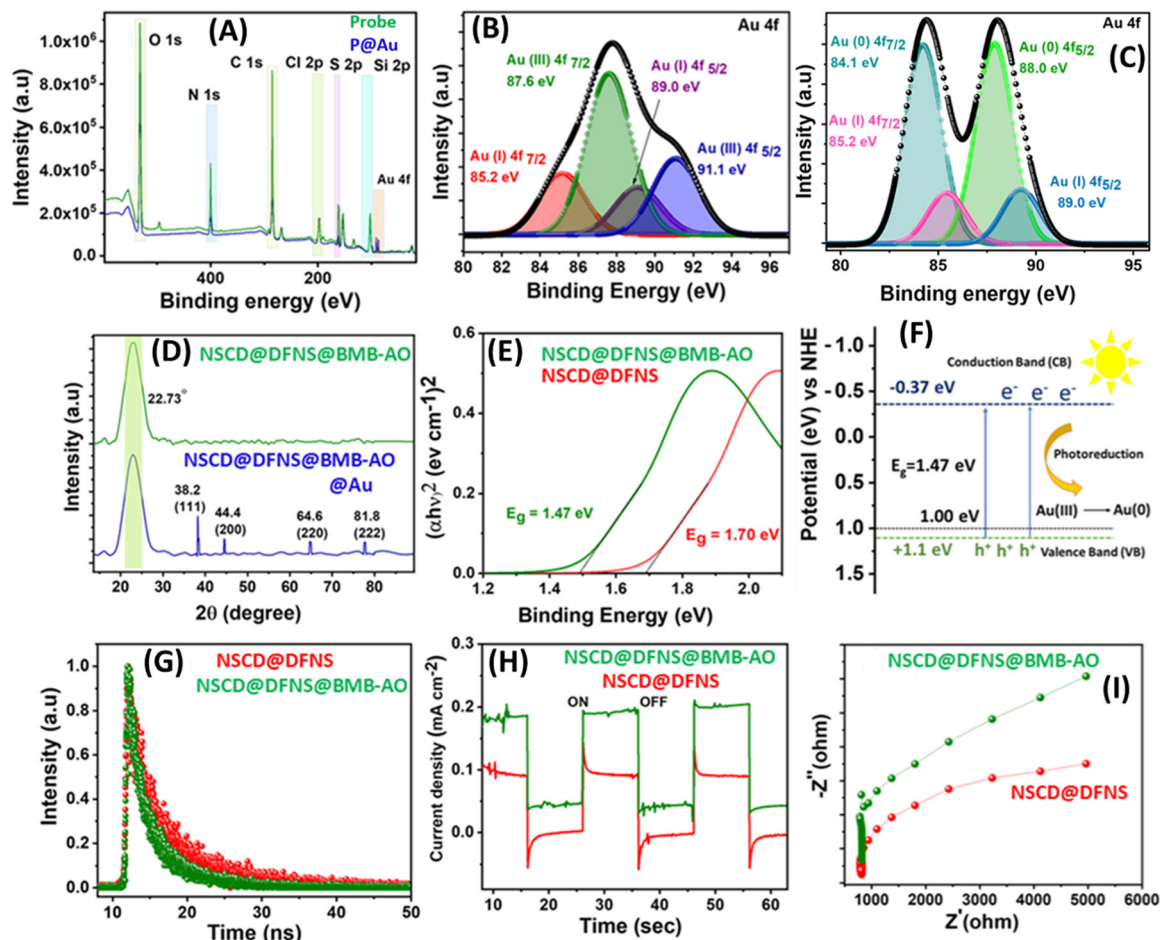 (A)
Probe
P@Au
O 1s
N 1s
C 1s
Cl 2p
S 2p
Si 2p
Au 4f
Intensity (a.u)
1.0x10⁶
8.0x10⁵
6.0x10⁵
4.0x10⁵
2.0x10⁵
0.0
400 200 0
Binding energy (eV)
(B)
Au 4f
Au (III) 4f 7/2
87.6 eV
Au (I) 4f 5/2
89.0 eV
Au (III) 4f 5/2
91.1 eV
Au (I) 4f 7/2
85.2 eV
Intensity (a.u)
80 82 84 86 88 90 92 94 96
Binding Energy (eV)
(C)
Au 4f
Au (0) 4f7/2
84.1 eV
Au (0) 4f5/2
88.0 eV
Au (I) 4f7/2
85.2 eV
Au (I) 4f5/2
89.0 eV
Intensity (a.u)
80 85 90 95
Binding energy (eV)
(D)
NSCD@DFNS@BMB-AO
22.73°
NSCD@DFNS@BMB-AO
@Au
38.2
(111)
44.4
(200)
64.6
(220)
81.8
(222)
Intensity (a.u)
20 30 40 50 60 70 80
2θ (degree)
(E)
NSCD@DFNS@BMB-AO
NSCD@DFNS
Eg = 1.47 eV
Eg = 1.70 eV
(αhν)2 (ev cm-1)2
0.6
0.4
0.2
0.0
1.2 1.4 1.6 1.8 2.0
Binding Energy (eV)
(F)
Potential (eV) vs NHE
-1.0
-0.5
0.0
0.5
1.0
1.5
Conduction Band (CB)
-0.37 eV
e- e- e-
Eg=1.47 eV
Photoreduction
1.00 eV
Au(III) → Au(0)
+1.1 eV
h+ h+ h+
Valence Band (VB)
(G)
NSCD@DFNS
NSCD@DFNS@BMB-AO
Intensity (a.u)
1.0
0.8
0.6
0.4
0.2
0.0
10 20 30 40 50
Time (ns)
(H)
NSCD@DFNS@BMB-AO
NSCD@DFNS
ON OFF
Current density (mA cm-2)
0.3
0.2
0.1
0.0
10 20 30 40 50 60
Time (sec)
(I)
NSCD@DFNS@BMB-AO
NSCD@DFNS
-Z''(ohm)
1000 2000 3000 4000 5000 6000
Z'(ohm)